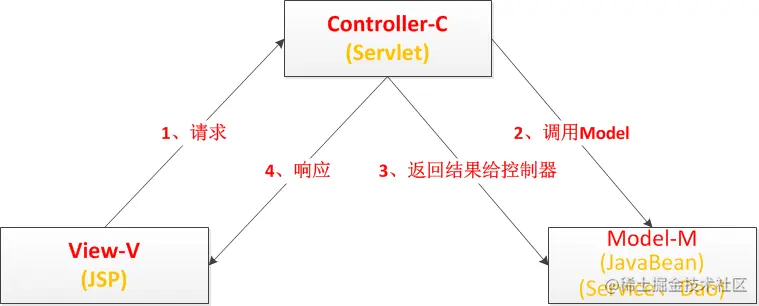 Controller-C
(Servlet)
1、请求
2、调用Model
4、响应
3、返回结果给控制器
View-V
(JSP)
Model-M
(JavaBean)
(Service、Dao)
@稀土掘金技术社区